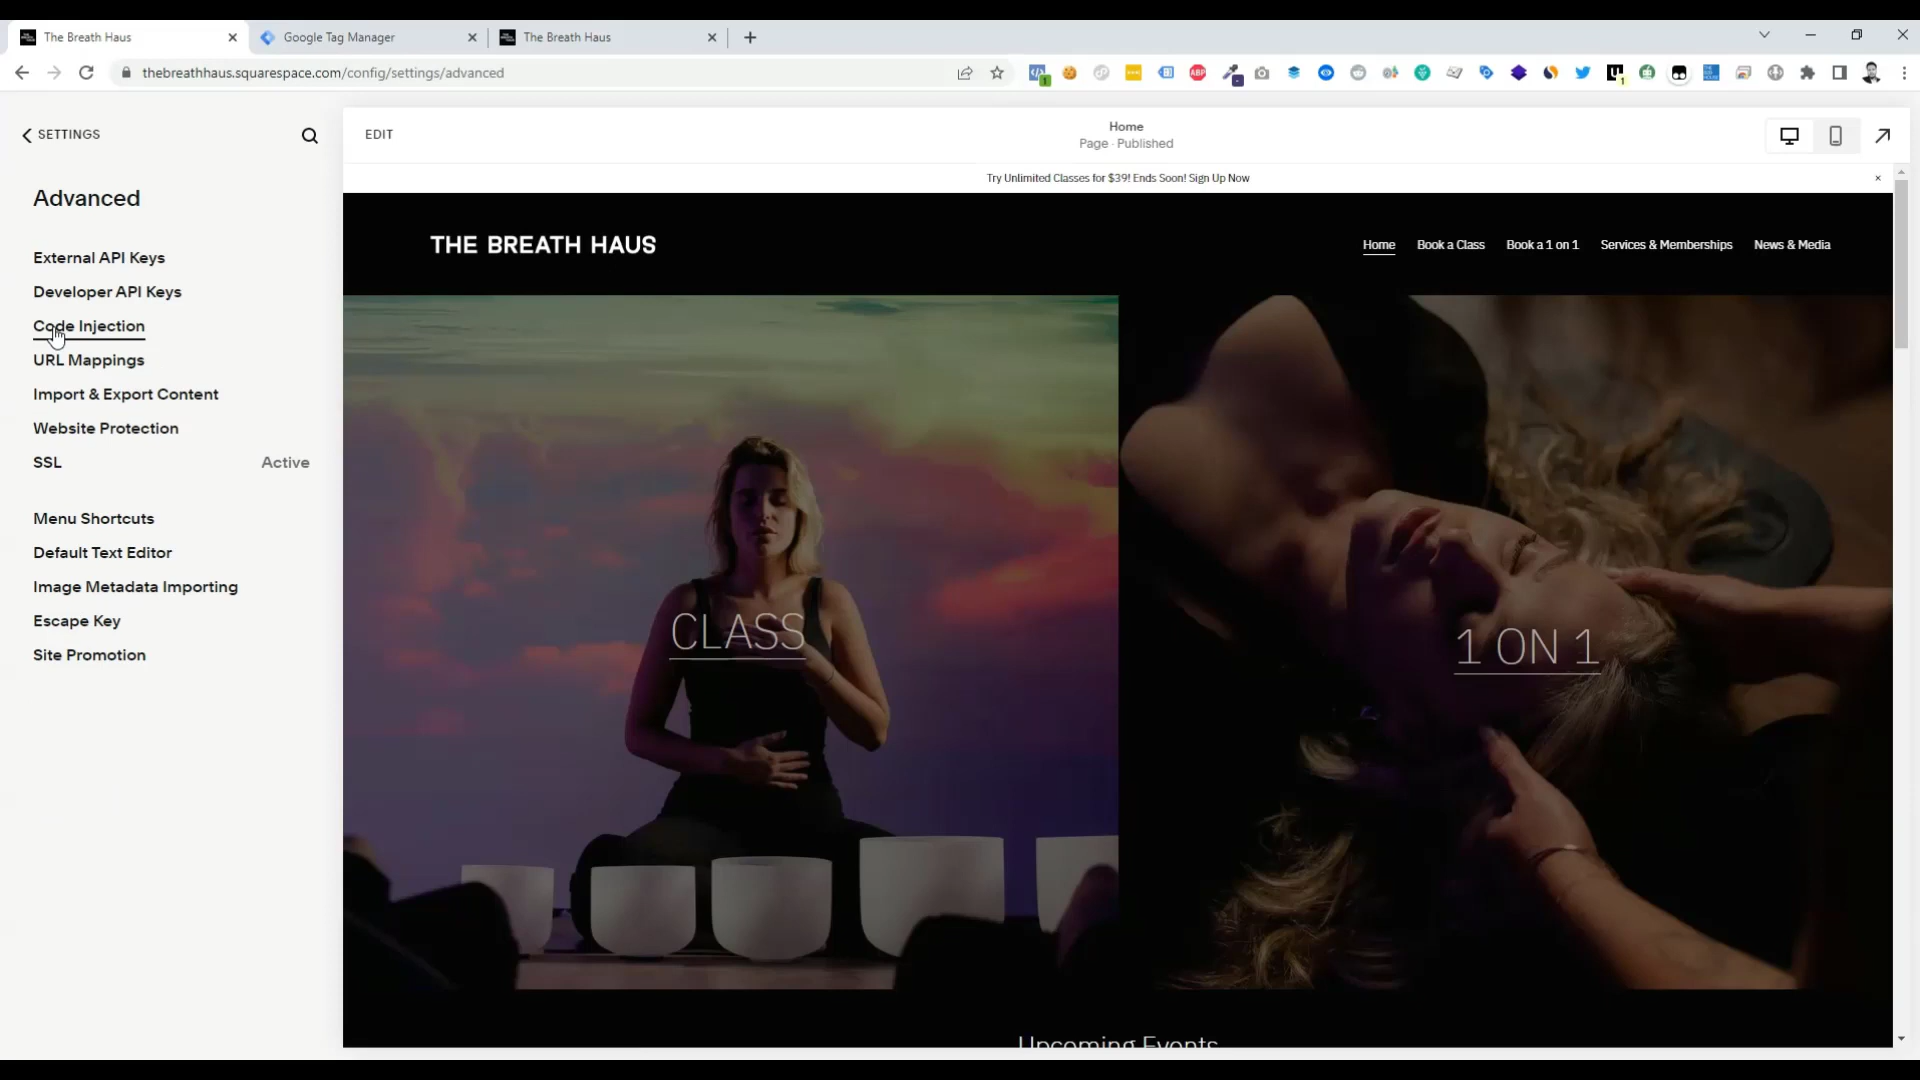 The Breath Haus
Google Tag Manager
The Breath Haus
thebreathhaus.squarespace.com/config/settings/advanced
SETTINGS
EDIT
Home
Page · Published
Try Unlimited Classes for $39! Ends Soon! Sign Up Now
Advanced
External API Keys
Developer API Keys
Code Injection
URL Mappings
Import & Export Content
Website Protection
SSL Active
Menu Shortcuts
Default Text Editor
Image Metadata Importing
Escape Key
Site Promotion
THE BREATH HAUS
Home Book a Class Book a 1 on 1 Services & Memberships News & Media
CLASS
1 ON 1
Upcoming Events